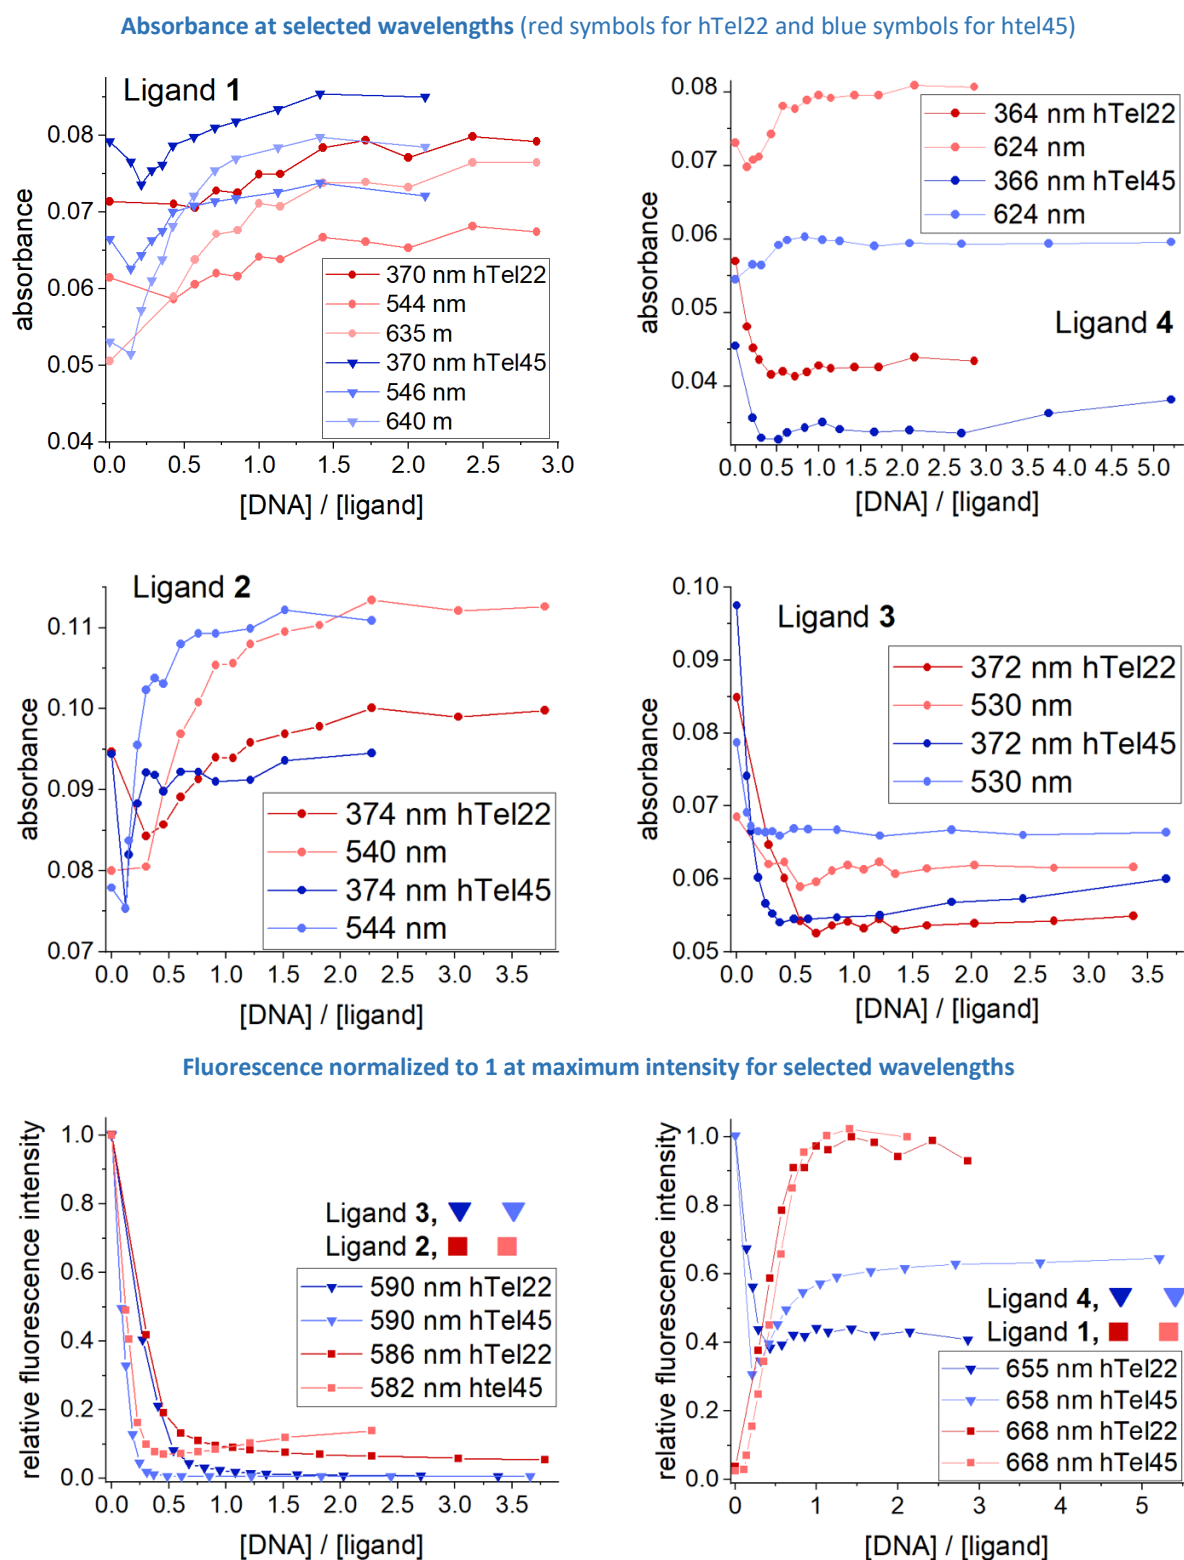 Absorbance at selected wavelengths (red symbols for hTel22 and blue symbols for htel45)
Ligand 1
absorbance
0.08
0.07
0.06
0.05
0.04
370 nm hTel22
544 nm
635 m
370 nm hTel45
546 nm
640 m
0.0 0.5 1.0 1.5 2.0 2.5 3.0
[DNA] / [ligand]
absorbance
0.08
0.07
0.06
0.05
0.04
364 nm hTel22
624 nm
366 nm hTel45
624 nm
Ligand 4
0.0 0.5 1.0 1.5 2.0 2.5 3.0 3.5 4.0 4.5 5.0
[DNA] / [ligand]
Ligand 2
absorbance
0.11
0.10
0.09
0.08
0.07
374 nm hTel22
540 nm
374 nm hTel45
544 nm
0.0 0.5 1.0 1.5 2.0 2.5 3.0 3.5
[DNA] / [ligand]
Ligand 3
absorbance
0.10
0.09
0.08
0.07
0.06
0.05
372 nm hTel22
530 nm
372 nm hTel45
530 nm
0.0 0.5 1.0 1.5 2.0 2.5 3.0 3.5
[DNA] / [ligand]
Fluorescence normalized to 1 at maximum intensity for selected wavelengths
relative fluorescence intensity
1.0
0.8
0.6
0.4
0.2
0.0
Ligand 3,
Ligand 2,
590 nm hTel22
590 nm hTel45
586 nm hTel22
582 nm htel45
0.0 0.5 1.0 1.5 2.0 2.5 3.0 3.5
[DNA] / [ligand]
relative fluorescence intensity
1.0
0.8
0.6
0.4
0.2
0.0
Ligand 4,
Ligand 1,
655 nm hTel22
658 nm hTel45
668 nm hTel22
668 nm hTel45
0 1 2 3 4 5
[DNA] / [ligand]